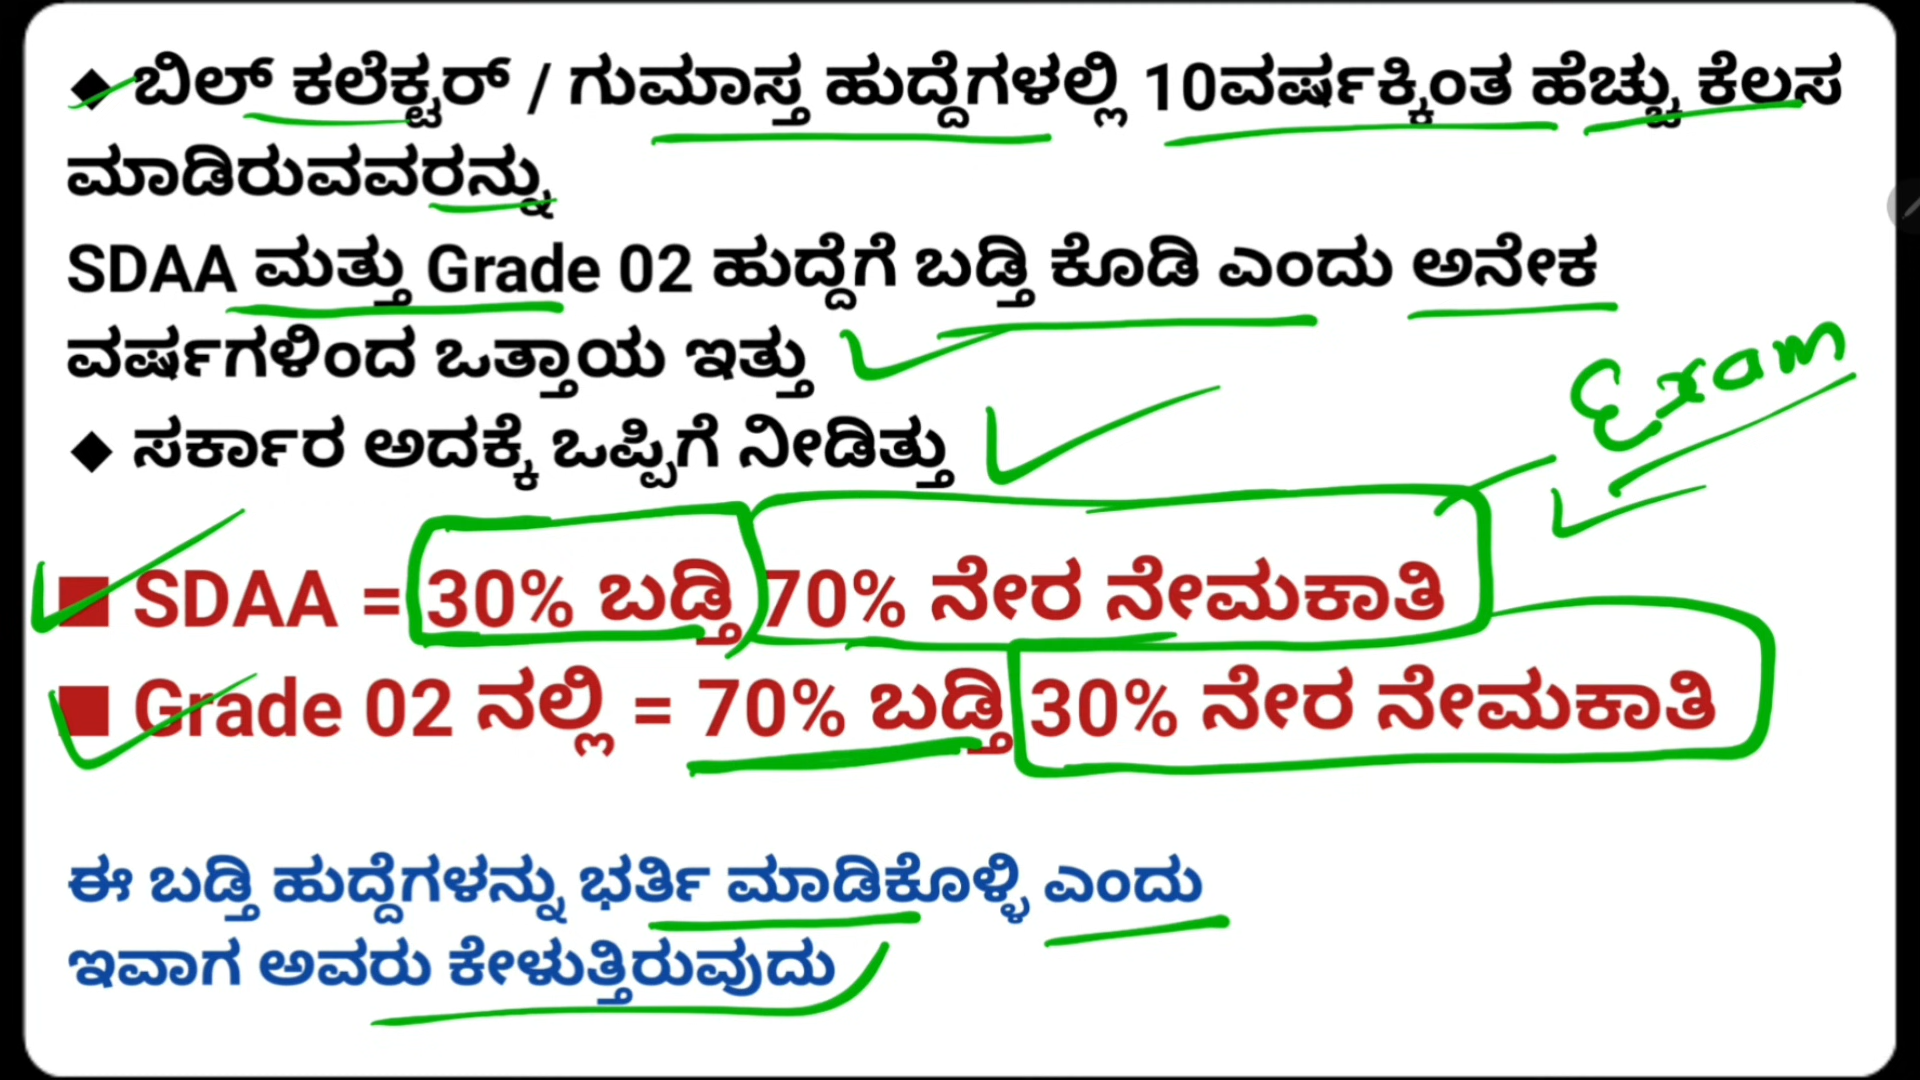 ◆ ಬಿಲ್ ಕಲೆಕ್ಟರ್ / ಗುಮಾಸ್ತ ಹುದ್ದೆಗಳಲ್ಲಿ 10ವರ್ಷಕ್ಕಿಂತ ಹೆಚ್ಚು ಕೆಲಸ
ಮಾಡಿರುವವರನ್ನು
SDAA ಮತ್ತು Grade 02 ಹುದ್ದೆಗೆ ಬಡ್ತಿ ಕೊಡಿ ಎಂದು ಅನೇಕ
ವರ್ಷಗಳಿಂದ ಒತ್ತಾಯ ಇತ್ತು
Exam
◆ ಸರ್ಕಾರ ಅದಕ್ಕೆ ಒಪ್ಪಿಗೆ ನೀಡಿತ್ತು
■ SDAA = 30% ಬಡ್ತಿ 70% ನೇರ ನೇಮಕಾತಿ
■ Grade 02 ನಲ್ಲಿ = 70% ಬಡ್ತಿ 30% ನೇರ ನೇಮಕಾತಿ
ಈ ಬಡ್ತಿ ಹುದ್ದೆಗಳನ್ನು ಭರ್ತಿ ಮಾಡಿಕೊಳ್ಳಿ ಎಂದು
ಇವಾಗ ಅವರು ಕೇಳುತ್ತಿರುವುದು